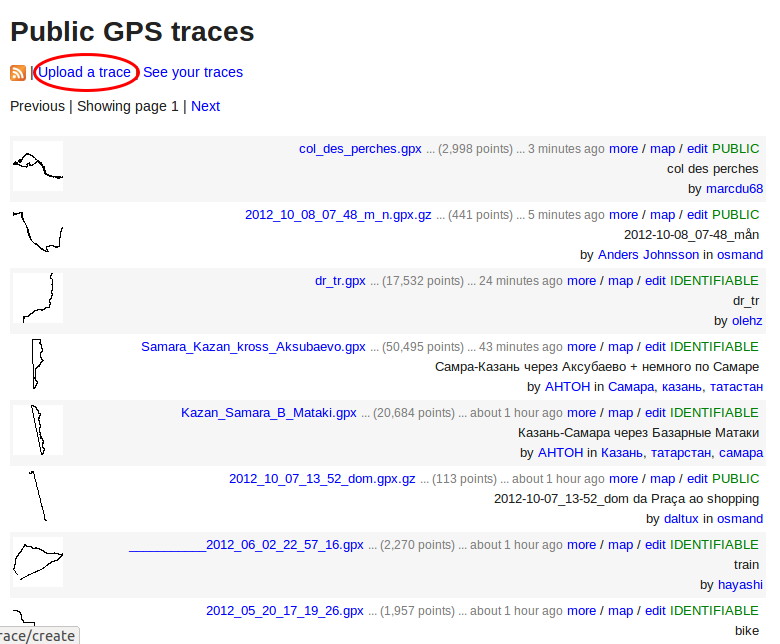 Public GPS traces
| Upload a trace | See your traces
Previous | Showing page 1 | Next
col_des_perches.gpx ... (2,998 points) ... 3 minutes ago more / map / edit PUBLIC
col des perches
by marcdu68
2012_10_08_07_48_m_n.gpx.gz ... (441 points) ... 5 minutes ago more / map / edit PUBLIC
2012-10-08_07-48_mån
by Anders Johnsson in osmand
dr_tr.gpx ... (17,532 points) ... 24 minutes ago more / map / edit IDENTIFIABLE
dr_tr
by olehz
Samara_Kazan_kross_Aksubaevo.gpx ... (50,495 points) ... 43 minutes ago more / map / edit IDENTIFIABLE
Самра-Казань через Аксубаево + немного по Самаре
by АНТОН in Самара, казань, татастан
Kazan_Samara_B_Mataki.gpx ... (20,684 points) ... about 1 hour ago more / map / edit IDENTIFIABLE
Казань-Самара через Базарные Матаки
by АНТОН in Казань, татарстан, самара
2012_10_07_13_52_dom.gpx.gz ... (113 points) ... about 1 hour ago more / map / edit PUBLIC
2012-10-07_13-52_dom da Praça ao shopping
by daltux in osmand
___________2012_06_02_22_57_16.gpx ... (2,270 points) ... about 1 hour ago more / map / edit IDENTIFIABLE
train
by hayashi
2012_05_20_17_19_26.gpx ... (1,957 points) ... about 1 hour ago more / map / edit IDENTIFIABLE
bike
race/create